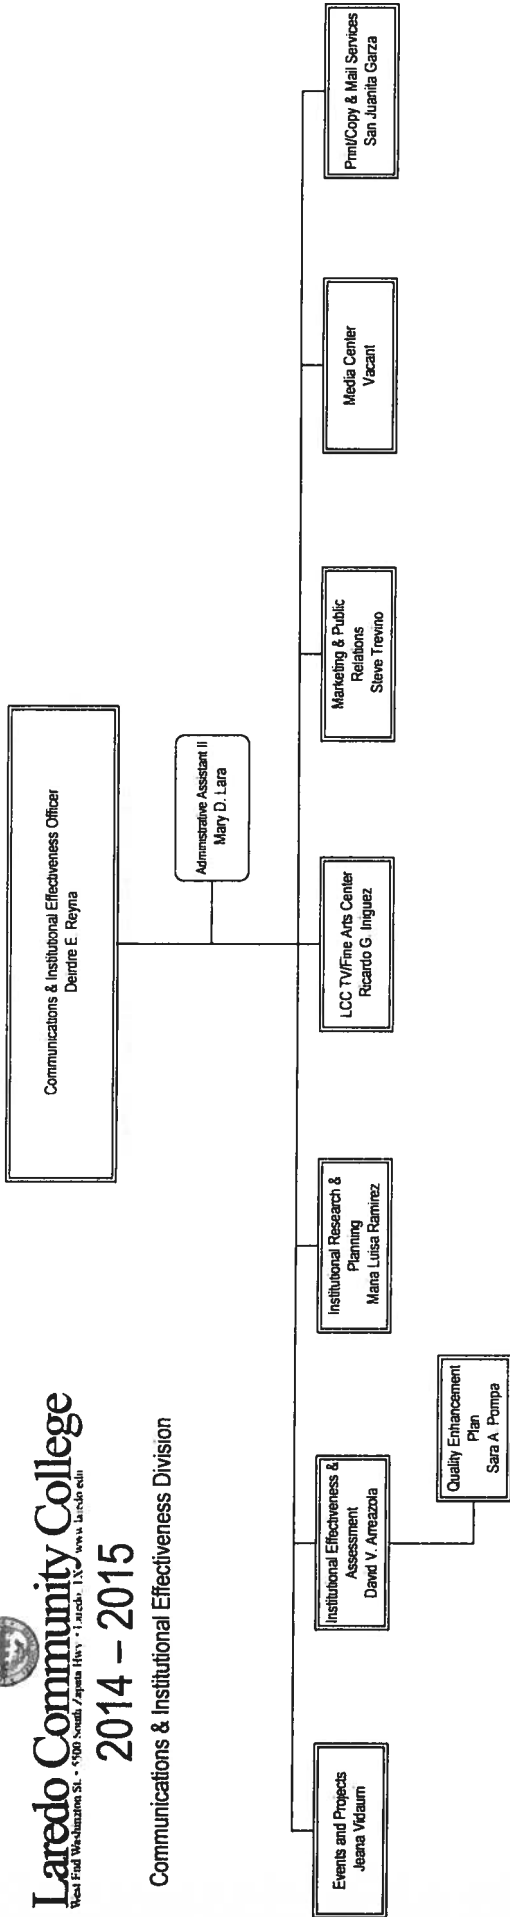 Laredo Community College
West End Washington St. • 5500 South Zapata Hwy • Laredo, TX • www.laredo.edu
2014 – 2015
Communications & Institutional Effectiveness Division
Communications & Institutional Effectiveness Officer
Deirdre E. Reyna
Administrative Assistant II
Mary D. Lara
Events and Projects
Jeana Vidaurri
Institutional Effectiveness &
Assessment
David V. Arreazola
Quality Enhancement
Plan
Sara A. Pompa
Institutional Research &
Planning
Maria Luisa Ramirez
LCC TV/Fine Arts Center
Ricardo G. Iniguez
Marketing & Public
Relations
Steve Trevino
Media Center
Vacant
Print/Copy & Mail Services
San Juanita Garza